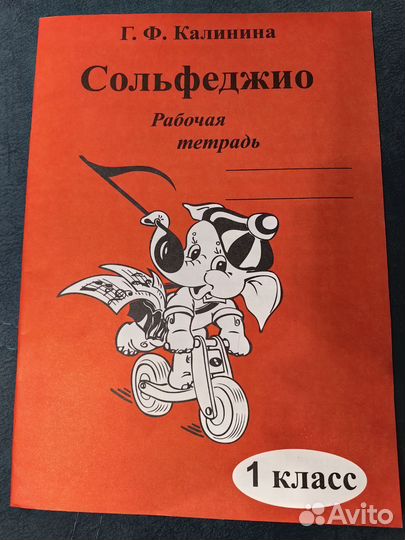 Г. Ф. Калинина
Сольфеджио
Рабочая
тетрадь
1 класс
Avito